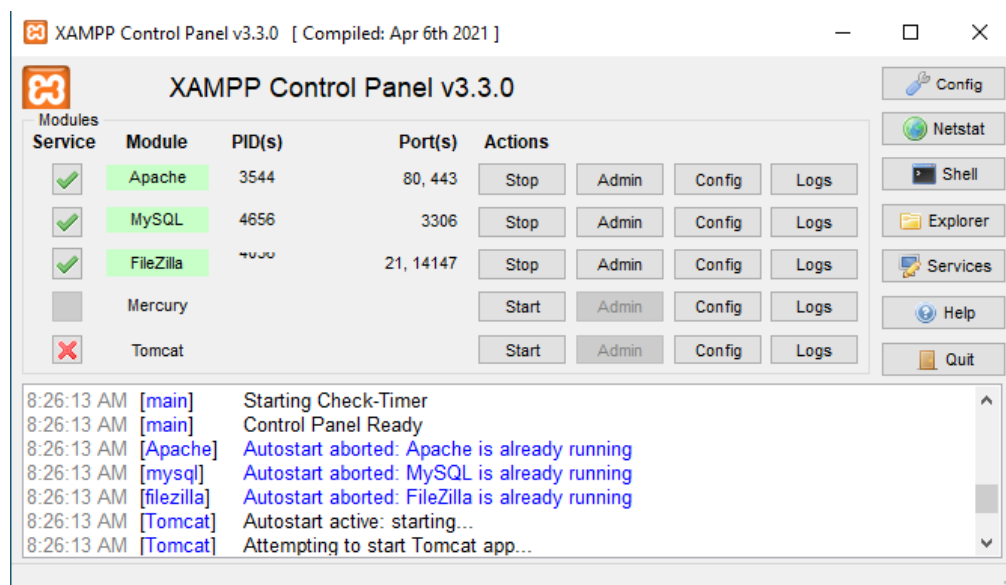 XAMPP Control Panel v3.3.0 [ Compiled: Apr 6th 2021 ]
XAMPP Control Panel v3.3.0
Config
Modules
Netstat
Service Module PID(s) Port(s) Actions
Apache 3544 80, 443 Stop Admin Config Logs
Shell
MySQL 4656 3306 Stop Admin Config Logs
Explorer
FileZilla 21, 14147 Stop Admin Config Logs
Services
Mercury Start Admin Config Logs
Help
Tomcat Start Admin Config Logs
Quit
8:26:13 AM [main] Starting Check-Timer
8:26:13 AM [main] Control Panel Ready
8:26:13 AM [Apache] Autostart aborted: Apache is already running
8:26:13 AM [mysql] Autostart aborted: MySQL is already running
8:26:13 AM [filezilla] Autostart aborted: FileZilla is already running
8:26:13 AM [Tomcat] Autostart active: starting...
8:26:13 AM [Tomcat] Attempting to start Tomcat app...